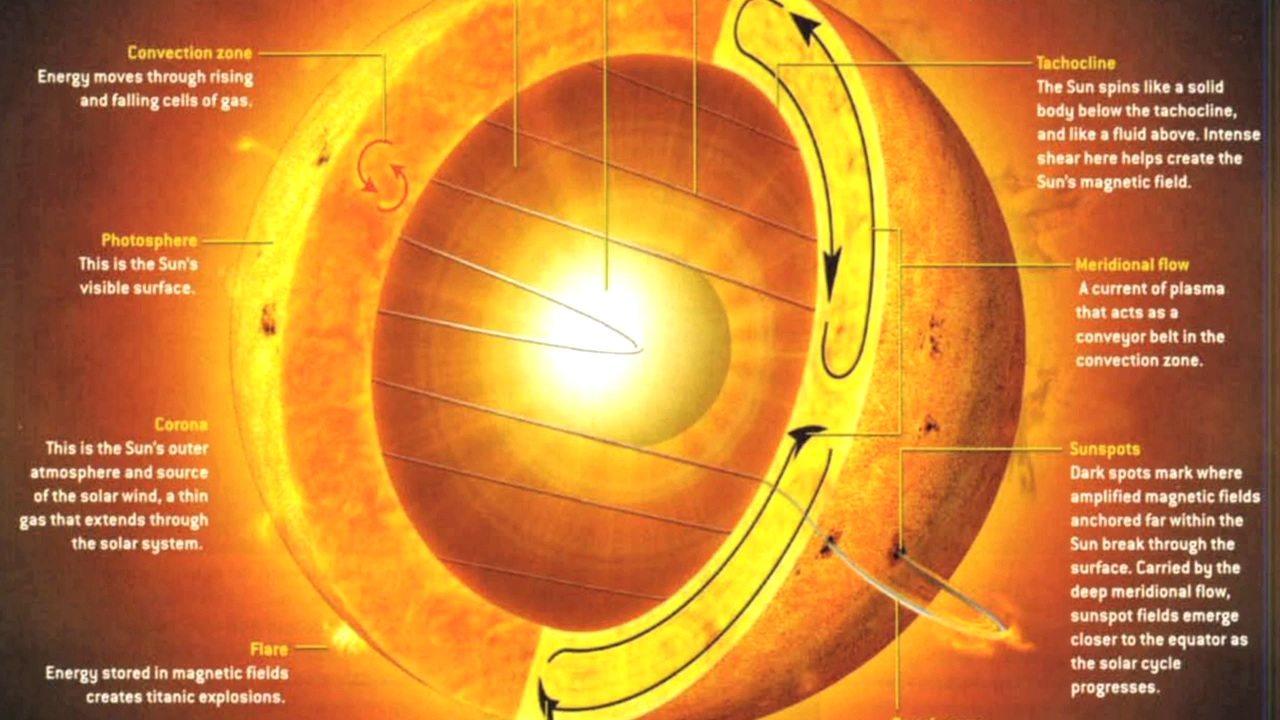 Convection zone
Energy moves through rising
and falling cells of gas.
Photosphere
This is the Sun's
visible surface.
Corona
This is the Sun's outer
atmosphere and source
of the solar wind, a thin
gas that extends through
the solar system.
Flare
Energy stored in magnetic fields
creates titanic explosions.
Tachocline
The Sun spins like a solid
body below the tachocline,
and like a fluid above. Intense
shear here helps create the
Sun's magnetic field.
Meridional flow
A current of plasma
that acts as a
conveyor belt in the
convection zone.
Sunspots
Dark spots mark where
amplified magnetic fields
anchored far within the
Sun break through the
surface. Carried by the
deep meridional flow,
sunspot fields emerge
closer to the equator as
the solar cycle
progresses.